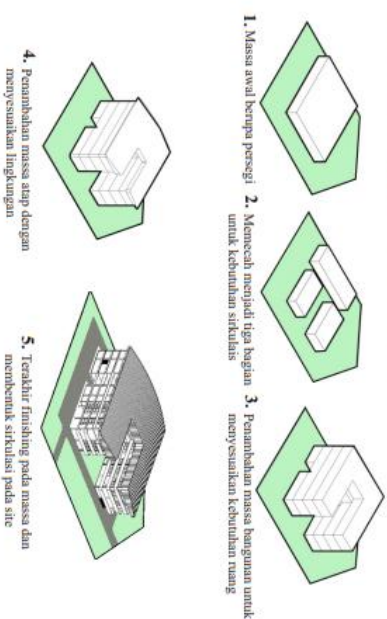 1. Massa awal berupa persegi
2. Memecah menjadi tiga bagian
untuk kebutuhan sirkulais
3. Penambahan massa bangunan untuk
menyesuaikan kebutuhan ruang
4. Penambahan massa atap dengan
menyesuaikan lingkungan
5. Terakhir finishing pada massa dan
membentuk sirkulasi pada site